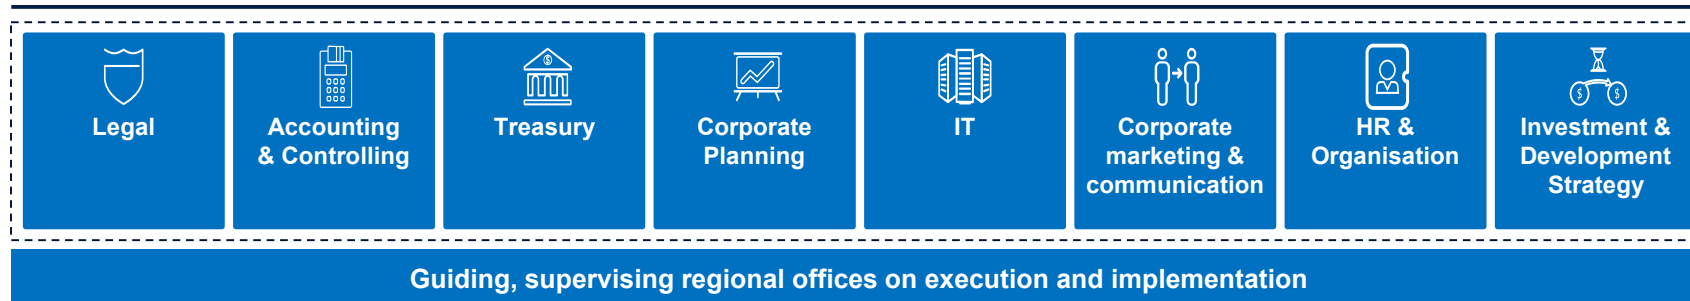 Legal
Accounting
& Controlling
Treasury
Corporate
Planning
IT
Corporate
marketing &
communication
HR &
Organisation
Investment &
Development
Strategy
Guiding, supervising regional offices on execution and implementation